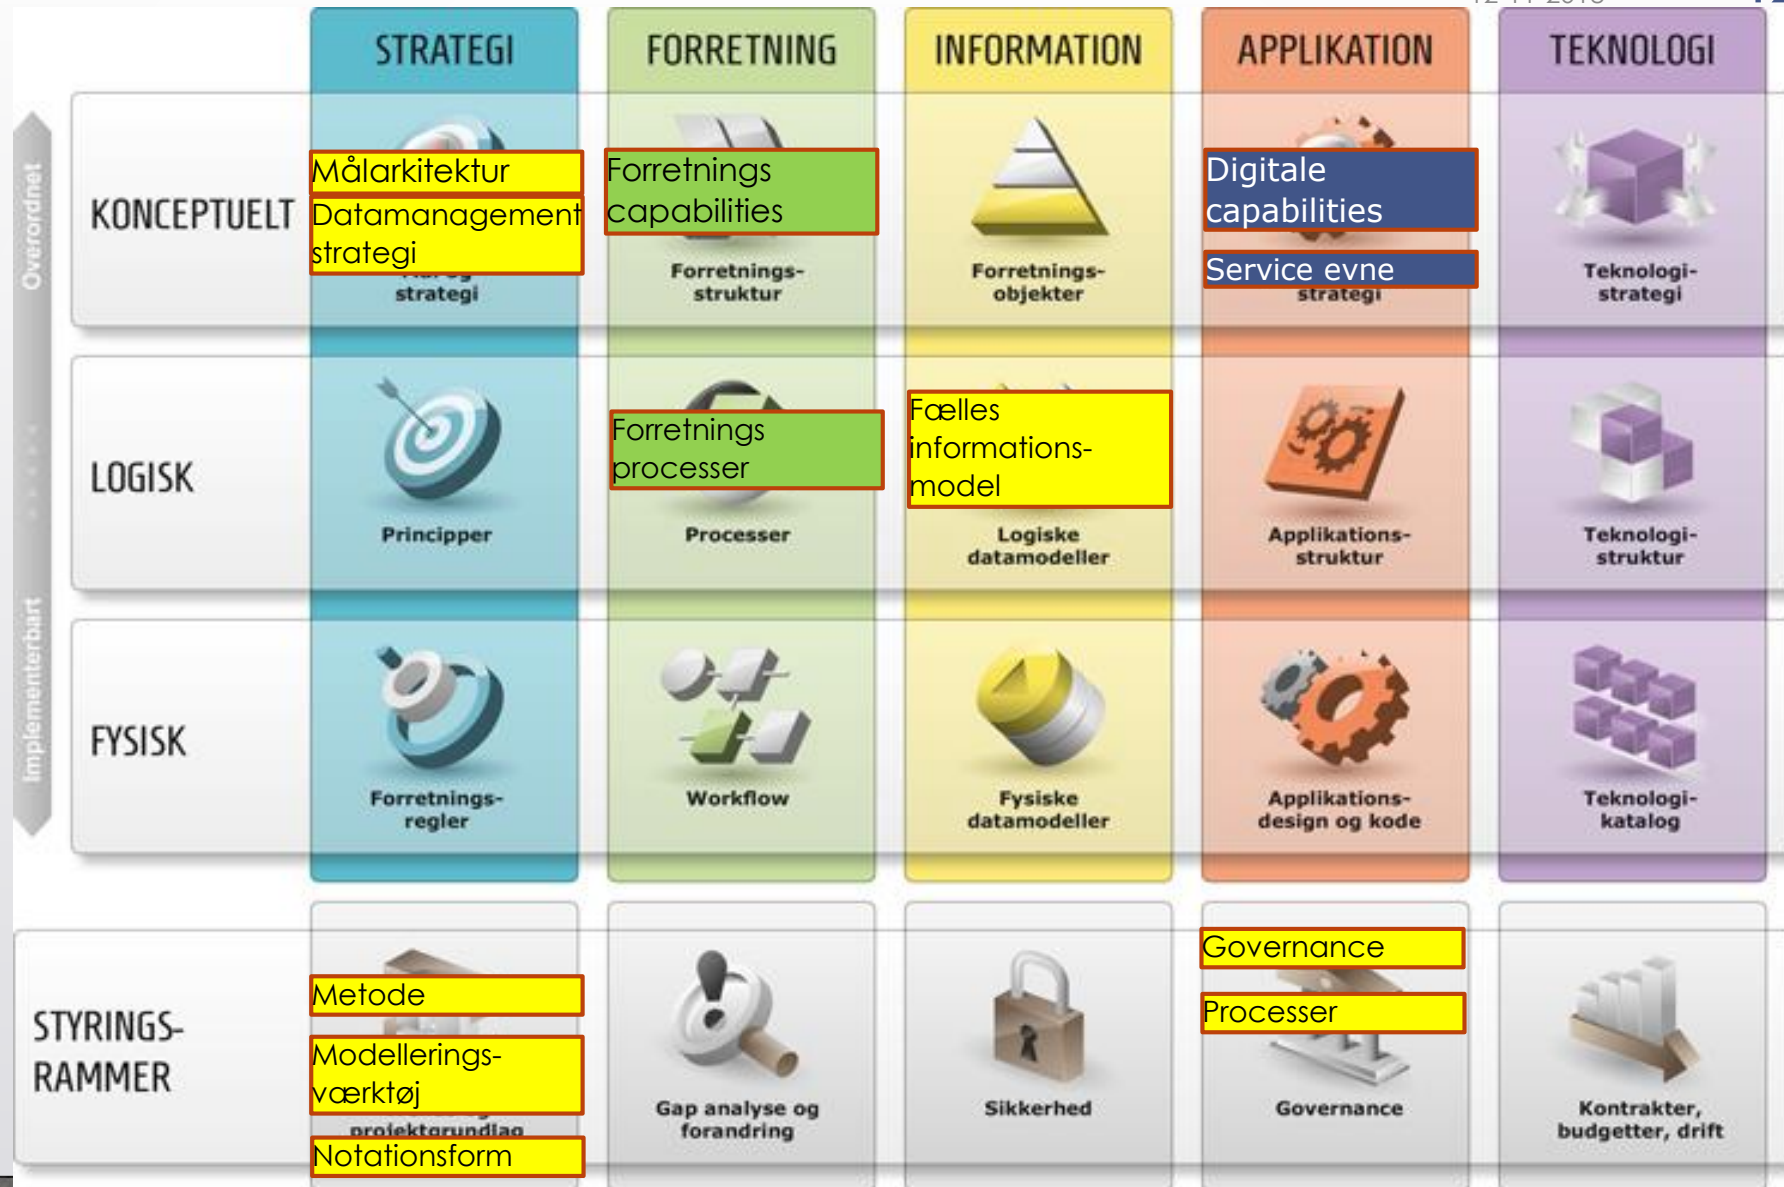 STRATEGI
FORRETNING
INFORMATION
APPLIKATION
TEKNOLOGI
Overordnet
Implementerbart
KONCEPTUELT
Målarkitektur
Datamanagement
strategi
strategi
Forretnings
capabilities
Forretnings-
struktur
Forretnings-
objekter
Digitale
capabilities
Service evne
strategi
Teknologi-
strategi
LOGISK
Principper
Forretnings
processer
Processer
Fælles
informations-
model
Logiske
datamodeller
Applikations-
struktur
Teknologi-
struktur
FYSISK
Forretnings-
regler
Workflow
Fysiske
datamodeller
Applikations-
design og kode
Teknologi-
katalog
STYRINGS-
RAMMER
Metode
Modellerings-
værktøj
projektgrundlag
Notationsform
Gap analyse og
forandring
Sikkerhed
Governance
Processer
Governance
Kontrakter,
budgetter, drift